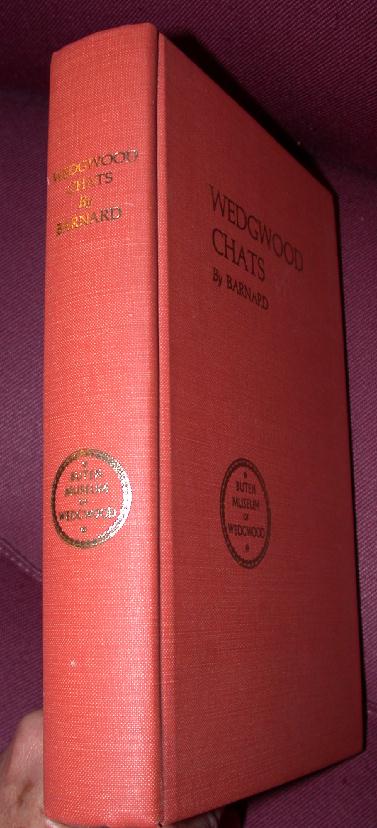 WEDGWOOD
CHATS
By
BARNARD
BUTEN
MUSEUM
OF
WEDGWOOD
WEDGWOOD
CHATS
By BARNARD
BUTEN
MUSEUM
OF
WEDGWOOD